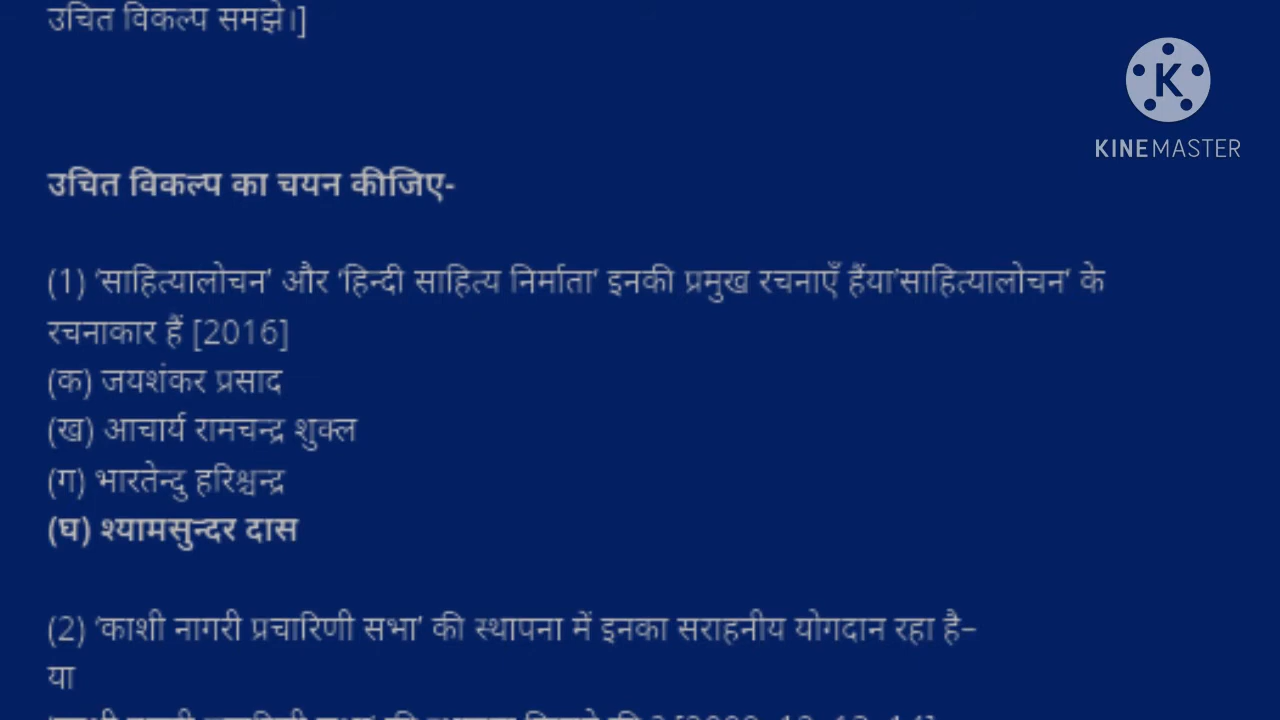 उचित विकल्प समझे।]
K
KINEMASTER
उचित विकल्प का चयन कीजिए-
(1) ‘साहित्यालोचन’ और ‘हिन्दी साहित्य निर्माता’ इनकी प्रमुख रचनाएँ हैंया’साहित्यालोचन’ के
रचनाकार हैं [2016]
(क) जयशंकर प्रसाद
(ख) आचार्य रामचन्द्र शुक्ल
(ग) भारतेन्दु हरिश्चन्द्र
(घ) श्यामसुन्दर दास
(2) ‘काशी नागरी प्रचारिणी सभा’ की स्थापना में इनका सराहनीय योगदान रहा है–
या